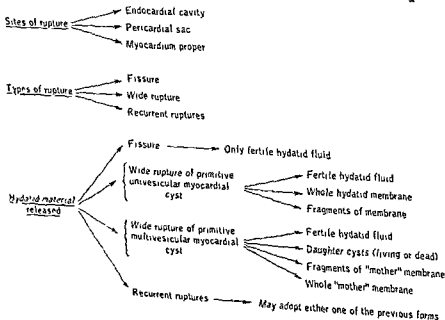 Sites of rupture
Endocardial cavity
Pericardial sac
Myocardium proper
Types of rupture
Fissure
Wide rupture
Recurrent ruptures
Hydatid material
released
Fissure
Only fertile hydatid fluid
Wide rupture of primitive
univesicular myocardial
cyst
Fertile hydatid fluid
Whole hydatid membrane
Fragments of membrane
Wide rupture of primitive
multivesicular myocardial
cyst
Fertile hydatid fluid
Daughter cysts (living or dead)
Fragments of "mother" membrane
Whole "mother" membrane
Recurrent ruptures
May adopt either one of the previous forms